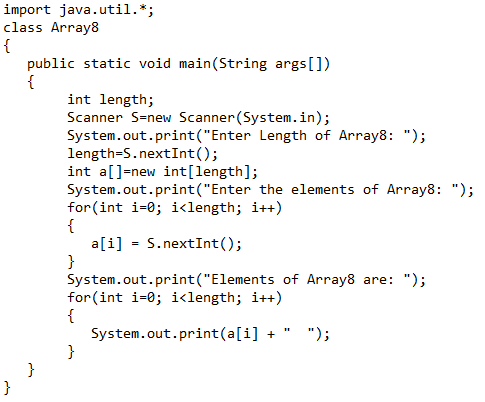 import java.util.*;
class Array8
{
   public static void main(String args[])
   {
        int length;
        Scanner S=new Scanner(System.in);
        System.out.print("Enter Length of Array8: ");
        length=S.nextInt();
        int a[]=new int[length];
        System.out.print("Enter the elements of Array8: ");
        for(int i=0; i<length; i++)
        {
           a[i] = S.nextInt();
        }
        System.out.print("Elements of Array8 are: ");
        for(int i=0; i<length; i++)
        {
           System.out.print(a[i] + "  ");
        }
   }
}